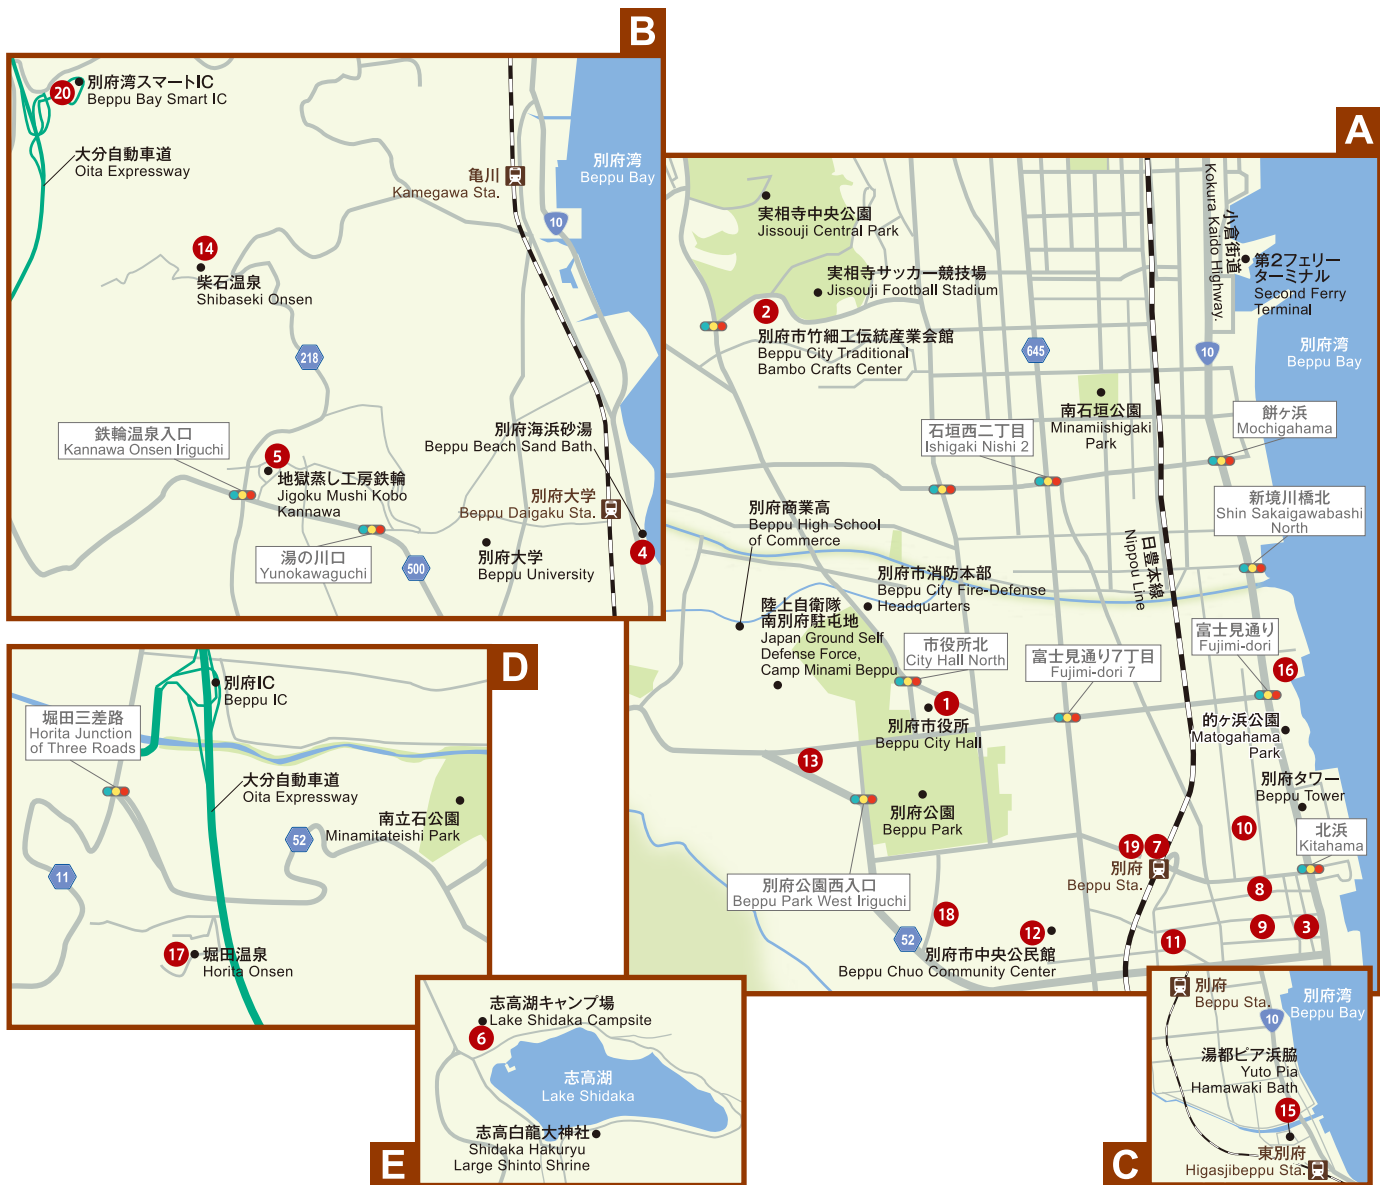 B
20
別府湾スマートIC
Beppu Bay Smart IC
大分自動車道
Oita Expressway
亀川
Kamegawa Sta.
別府湾
Beppu Bay
10
14
柴石温泉
Shibaseki Onsen
218
鉄輪温泉入口
Kannawa Onsen Iriguchi
5
地獄蒸し工房鉄輪
Jigoku Mushi Kobo
Kannawa
別府海浜砂湯
Beppu Beach Sand Bath
別府大学
Beppu Daigaku Sta.
4
湯の川口
Yunokawaguchi
500
別府大学
Beppu University
A
実相寺中央公園
Jissouji Central Park
実相寺サッカー競技場
Jissouji Football Stadium
2
別府市竹細工伝統産業会館
Beppu City Traditional
Bambo Crafts Center
小倉街道
Kokura Kaido Highway.
第2フェリー
ターミナル
Second Ferry
Terminal
別府湾
Beppu Bay
645
10
南石垣公園
Minamiishigaki
Park
石垣西二丁目
Ishigaki Nishi 2
餅ヶ浜
Mochigahama
新境川橋北
Shin Sakaigawabashi
North
別府商業高
Beppu High School
of Commerce
日豊本線
Nippou Line
別府市消防本部
Beppu City Fire-Defense
Headquarters
陸上自衛隊
南別府駐屯地
Japan Ground Self
Defense Force,
Camp Minami Beppu
市役所北
City Hall North
富士見通り7丁目
Fujimi-dori 7
富士見通り
Fujimi-dori
16
1
別府市役所
Beppu City Hall
的ヶ浜公園
Matogahama
Park
13
別府公園
Beppu Park
別府タワー
Beppu Tower
10
北浜
Kitahama
19
7
別府
Beppu Sta.
別府公園西入口
Beppu Park West Iriguchi
8
18
12
11
9
3
52
別府市中央公民館
Beppu Chuo Community Center
D
別府IC
Beppu IC
堀田三差路
Horita Junction
of Three Roads
大分自動車道
Oita Expressway
南立石公園
Minamitateishi Park
52
11
17
堀田温泉
Horita Onsen
E
志高湖キャンプ場
Lake Shidaka Campsite
6
志高湖
Lake Shidaka
志高白龍大神社
Shidaka Hakuryu
Large Shinto Shrine
C
別府
Beppu Sta.
別府湾
Beppu Bay
10
湯都ピア浜脇
Yuto Pia
Hamawaki Bath
15
東別府
Higasjibeppu Sta.